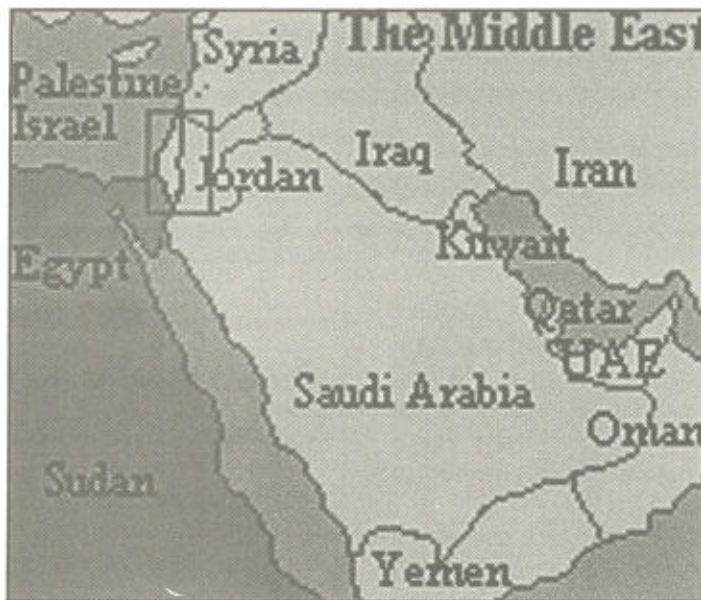 The Middle East
Syria
Palestine
Israel
Jordan
Iraq
Iran
Kuwait
Egypt
Qatar
UAE
Saudi Arabia
Oman
Sudan
Yemen